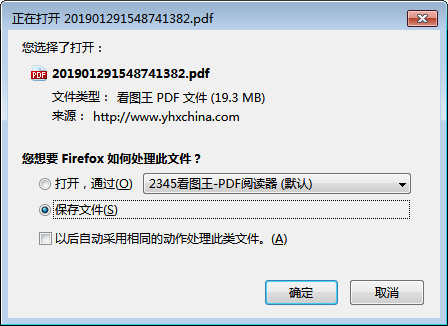 正在打开 201901291548741382.pdf
您选择了打开：
201901291548741382.pdf
文件类型： 看图王 PDF 文件 (19.3 MB)
来源： http://www.yhxchina.com
您想要 Firefox 如何处理此文件？
打开，通过(O) 2345看图王-PDF阅读器 (默认)
保存文件(S)
以后自动采用相同的动作处理此类文件。(A)
确定 取消